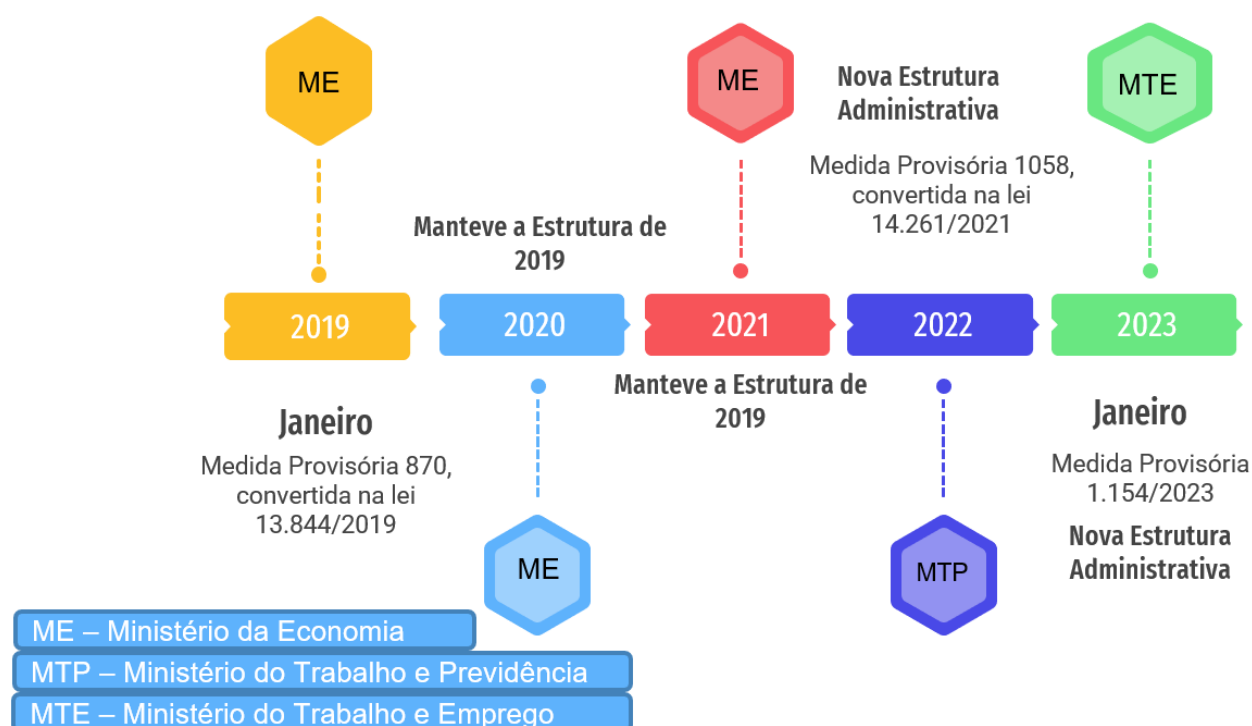 ME
ME
Nova Estrutura
Administrativa
MTE
Medida Provisória 1058,
convertida na lei
14.261/2021
Manteve a Estrutura de
2019
2019
2020
2021
2022
2023
Janeiro
Medida Provisória 870,
convertida na lei
13.844/2019
Manteve a Estrutura de
2019
Janeiro
Medida Provisória
1.154/2023
Nova Estrutura
Administrativa
ME
MTP
ME – Ministério da Economia
MTP – Ministério do Trabalho e Previdência
MTE – Ministério do Trabalho e Emprego